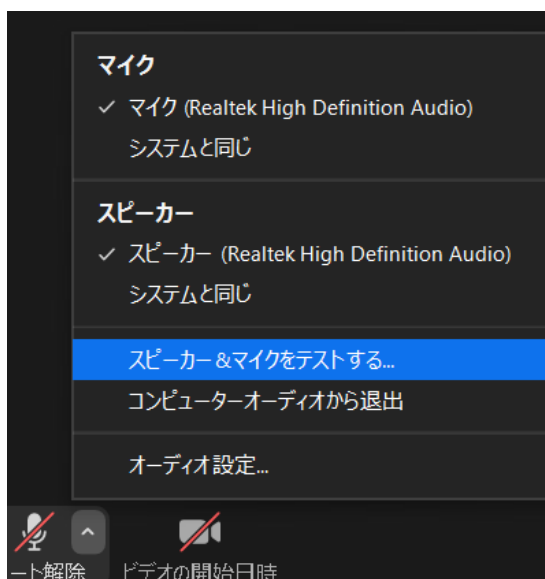 マイク
マイク (Realtek High Definition Audio)
システムと同じ
スピーカー
スピーカー (Realtek High Definition Audio)
システムと同じ
スピーカー&マイクをテストする...
コンピューターオーディオから退出
オーディオ設定...
ート解除
ビデオの開始日時